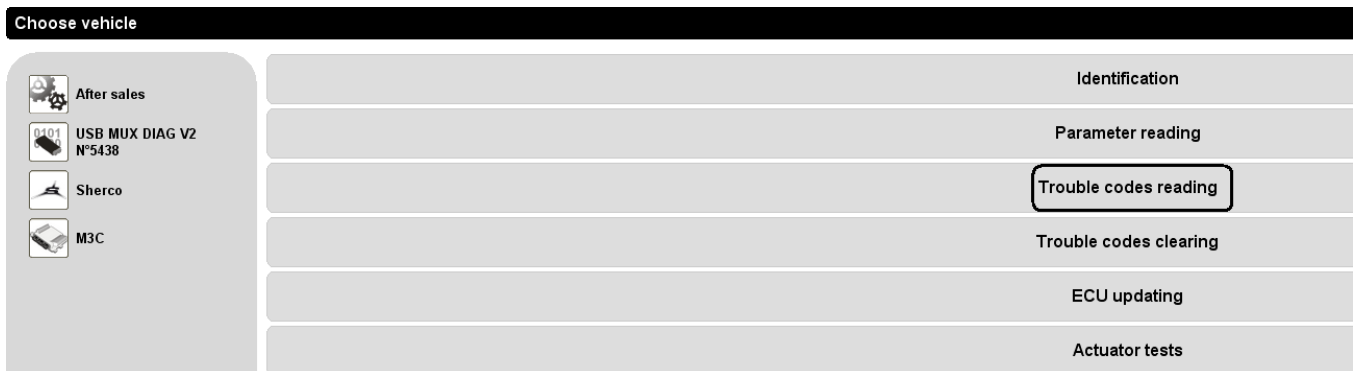 Choose vehicle
After sales
USB MUX DIAG V2
N°5438
Sherco
M3C
Identification
Parameter reading
Trouble codes reading
Trouble codes clearing
ECU updating
Actuator tests